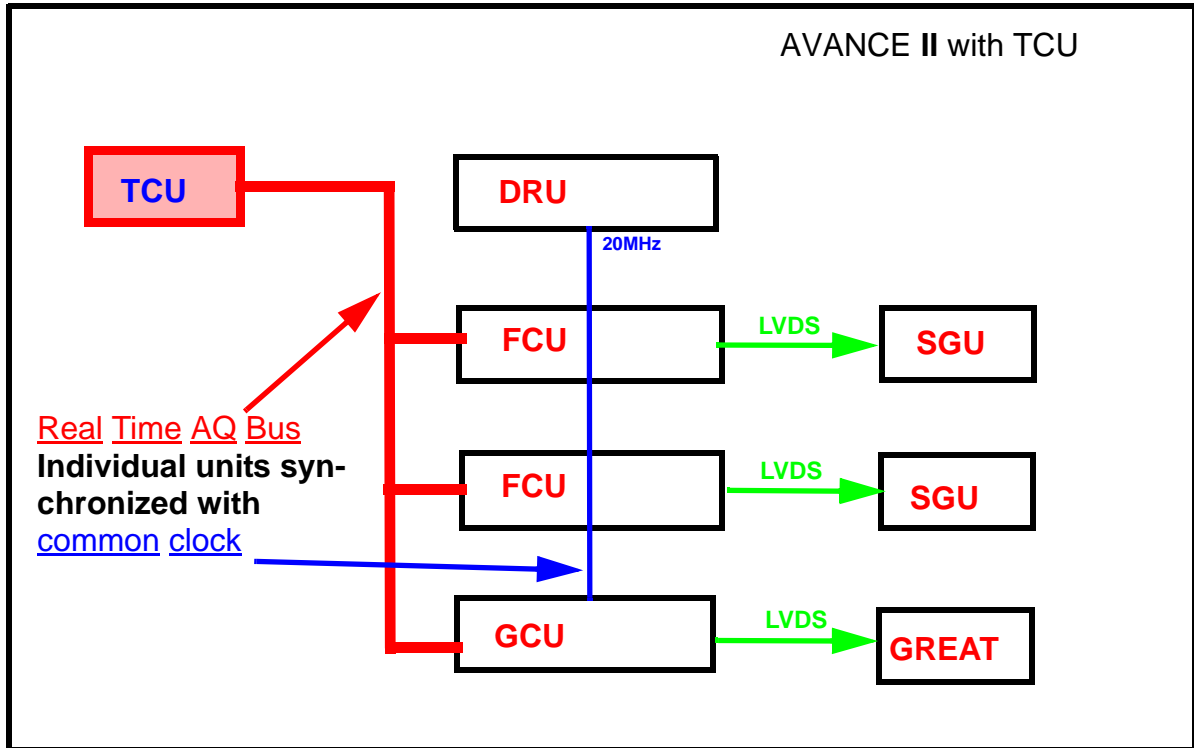 AVANCE II with TCU
TCU
DRU
20MHz
FCU
LVDS
SGU
Real Time AQ Bus
Individual units syn-
chronized with
common clock
FCU
LVDS
SGU
GCU
LVDS
GREAT